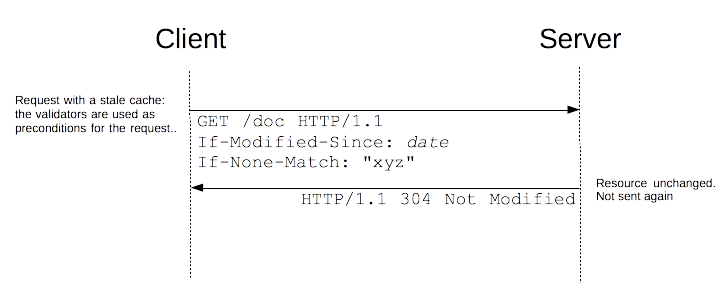 Client
Server
Request with a stale cache:
the validators are used as
preconditions for the request..
GET /doc HTTP/1.1
If-Modified-Since: date
If-None-Match: "xyz"
Resource unchanged.
Not sent again
HTTP/1.1 304 Not Modified